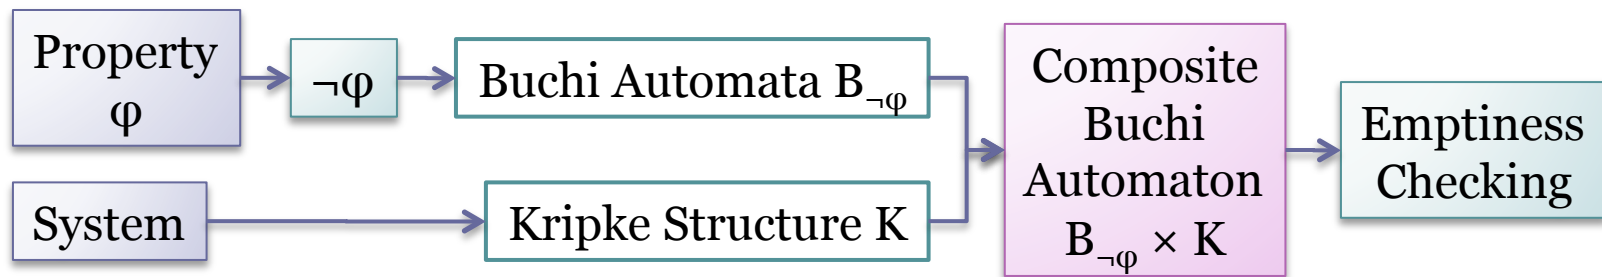 Property
φ
¬φ
Buchi Automata B¬φ
System
Kripke Structure K
Composite
Buchi
Automaton
B¬φ × K
Emptiness
Checking